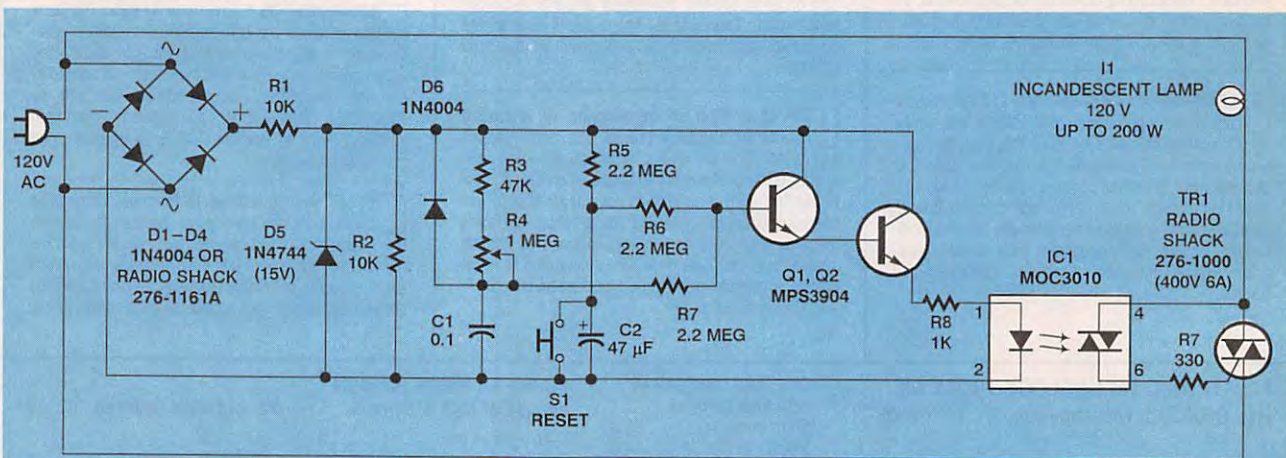 120V
AC
∿
−
+
∿
D1–D4
1N4004 OR
RADIO SHACK
276-1161A
R1
10K
D5
1N4744
(15V)
R2
10K
D6
1N4004
R3
47K
R4
1 MEG
C1
0.1
S1
RESET
R5
2.2 MEG
R6
2.2 MEG
R7
2.2 MEG
+
C2
47 µF
Q1, Q2
MPS3904
R8
1K
IC1
MOC3010
1
2
4
6
R7
330
I1
INCANDESCENT LAMP
120 V
UP TO 200 W
TR1
RADIO
SHACK
276-1000
(400V 6A)